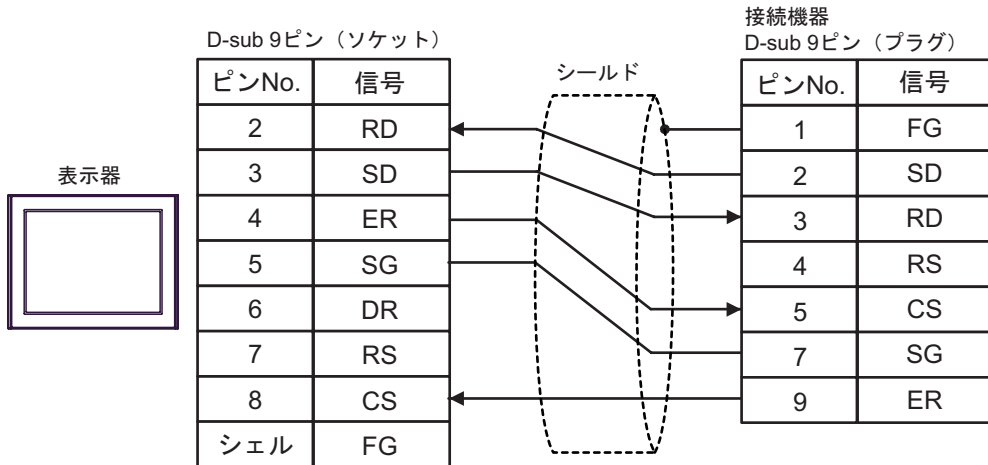 表示器
D-sub 9ピン（ソケット）
ピンNo. 信号
2 RD
3 SD
4 ER
5 SG
6 DR
7 RS
8 CS
シェル FG
シールド
接続機器
D-sub 9ピン（プラグ）
ピンNo. 信号
1 FG
2 SD
3 RD
4 RS
5 CS
7 SG
9 ER